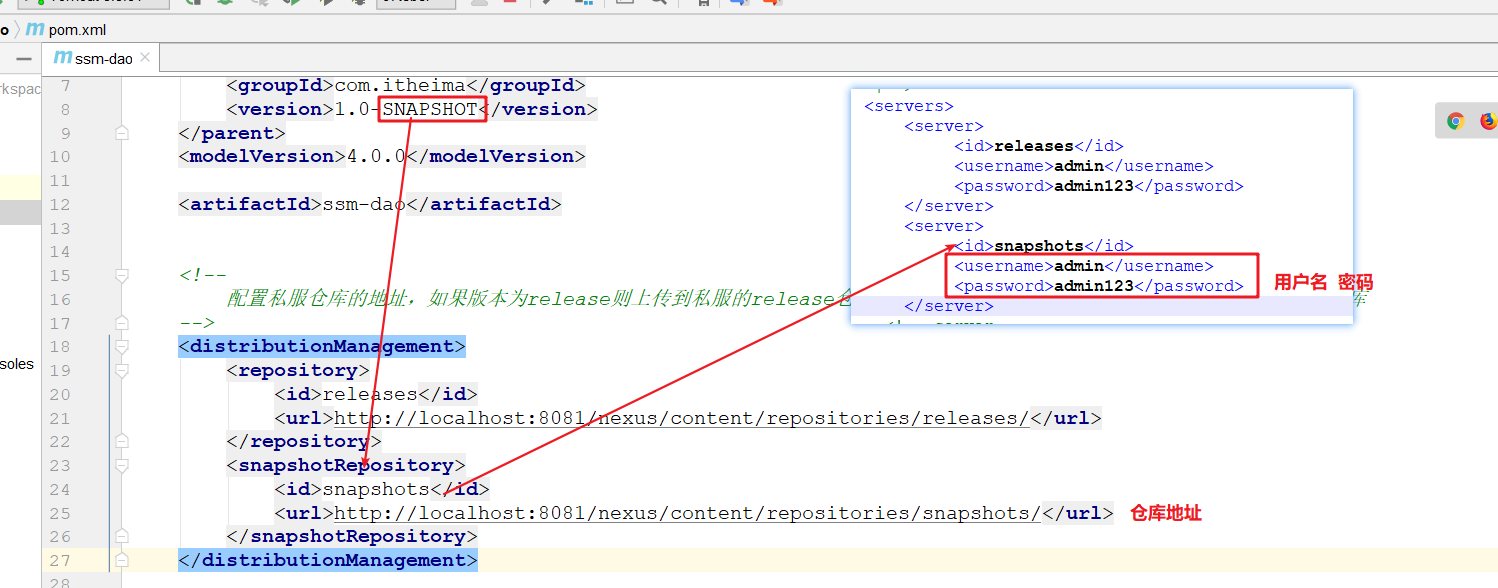 pom.xml
ssm-dao
7 <groupId>com.itheima</groupId>
8 <version>1.0-SNAPSHOT</version>
9 </parent>
10 <modelVersion>4.0.0</modelVersion>
11
12 <artifactId>ssm-dao</artifactId>
13
14
15 <!--
16 配置私服仓库的地址，如果版本为release则上传到私服的release仓
库
17 -->
18 <distributionManagement>
19 <repository>
20 <id>releases</id>
21 <url>http://localhost:8081/nexus/content/repositories/releases/</url>
22 </repository>
23 <snapshotRepository>
24 <id>snapshots</id>
25 <url>http://localhost:8081/nexus/content/repositories/snapshots/</url> 仓库地址
26 </snapshotRepository>
27 </distributionManagement>
28
soles
<servers>
<server>
<id>releases</id>
<username>admin</username>
<password>admin123</password>
</server>
<server>
<id>snapshots</id>
<username>admin</username>
<password>admin123</password>
</server>
用户名 密码